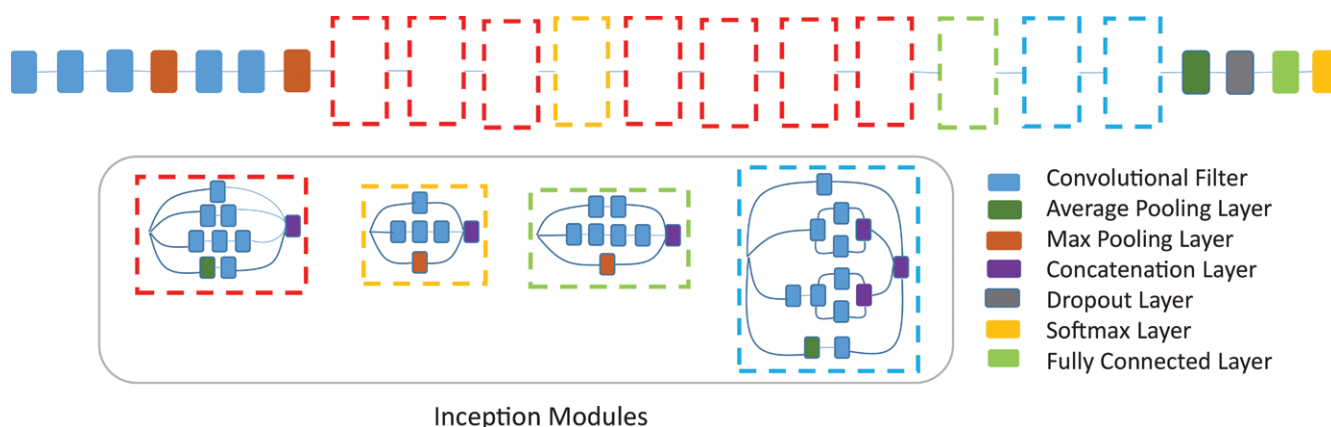 Convolutional Filter
Average Pooling Layer
Max Pooling Layer
Concatenation Layer
Dropout Layer
Softmax Layer
Fully Connected Layer
Inception Modules